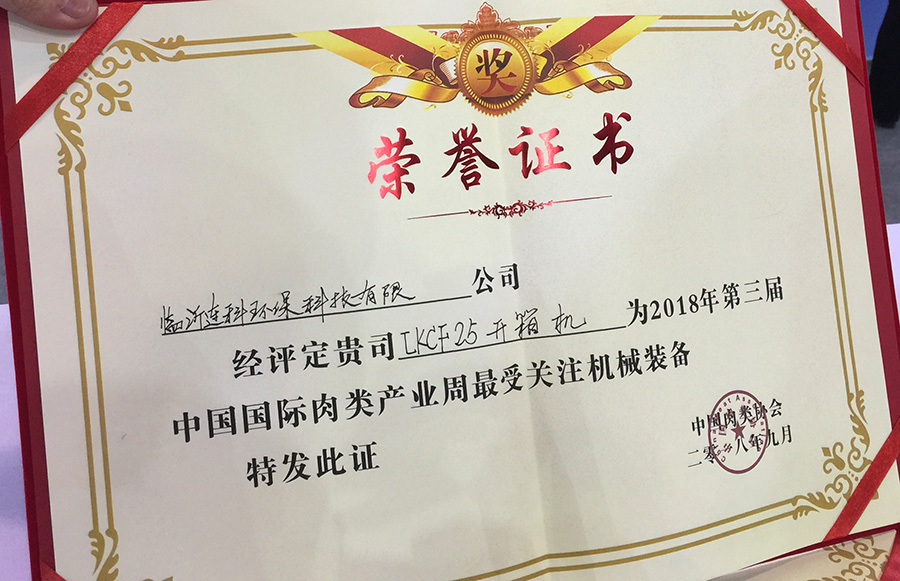 奖
荣誉证书
临沂连科环保科技有限公司
经评定贵司LKCF25开箱机为2018年第三届
中国国际肉类产业周最受关注机械装备
特发此证
中国肉类协会
二零一八年九月